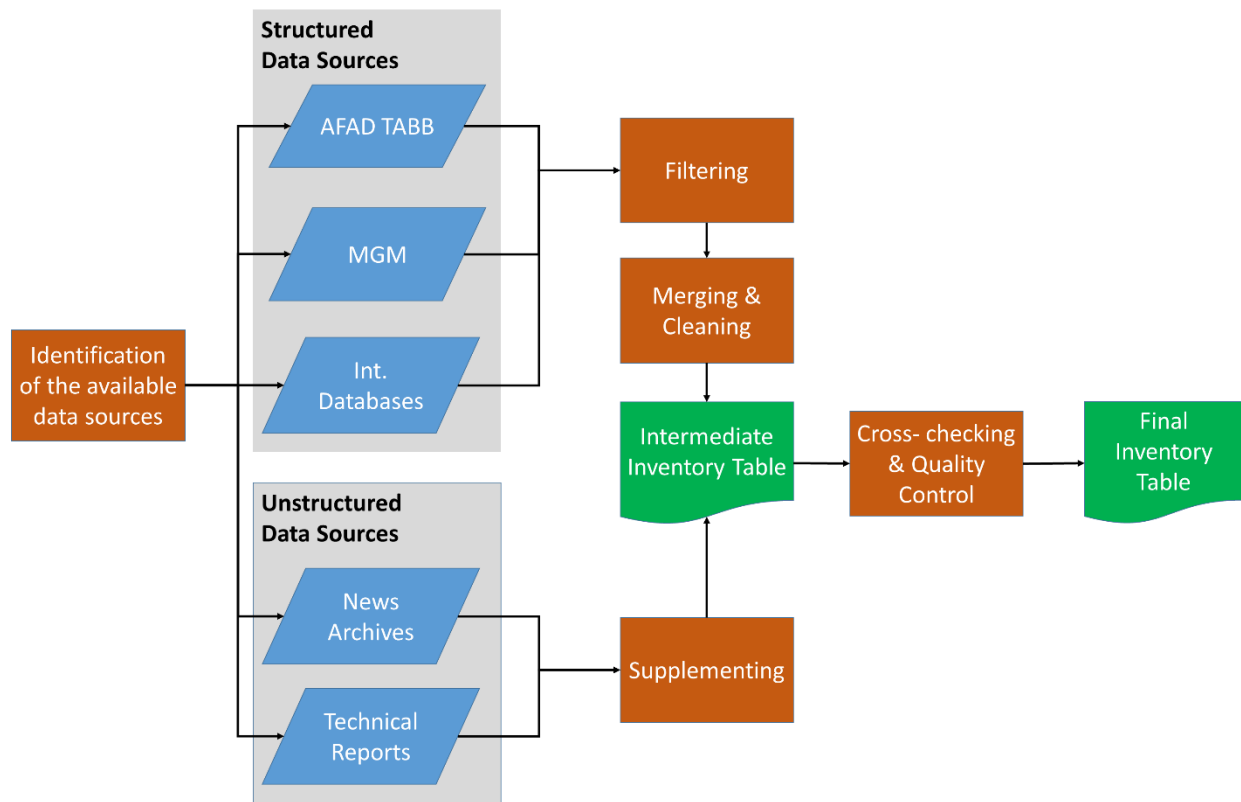 Structured
Data Sources
AFAD TABB
MGM
Int.
Databases
Identification
of the available
data sources
Unstructured
Data Sources
News
Archives
Technical
Reports
Filtering
Merging &
Cleaning
Intermediate
Inventory Table
Supplementing
Cross- checking
& Quality
Control
Final
Inventory
Table